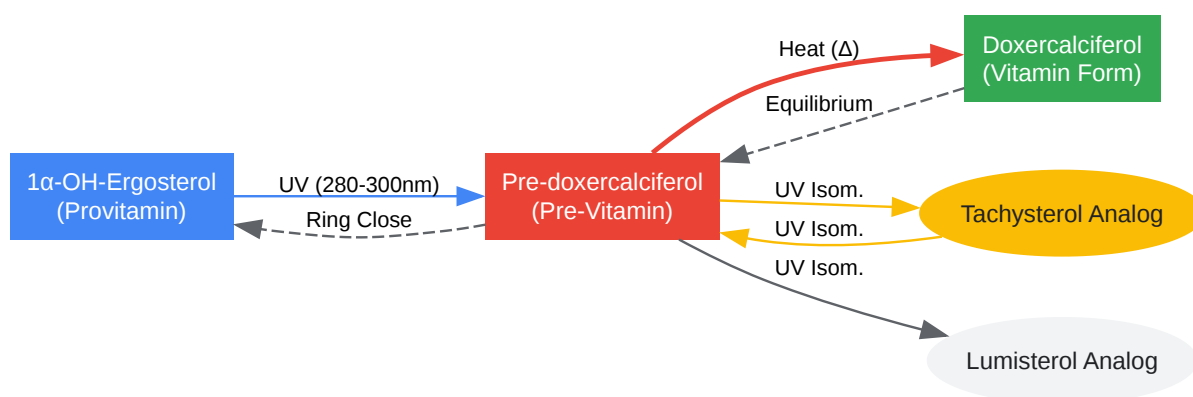 Heat (Δ)
Doxercalciferol
(Vitamin Form)
Equilibrium
1α-OH-Ergosterol
(Provitamin)
UV (280-300nm)
Ring Close
Pre-doxercalciferol
(Pre-Vitamin)
UV Isom.
UV Isom.
UV Isom.
Tachysterol Analog
Lumisterol Analog